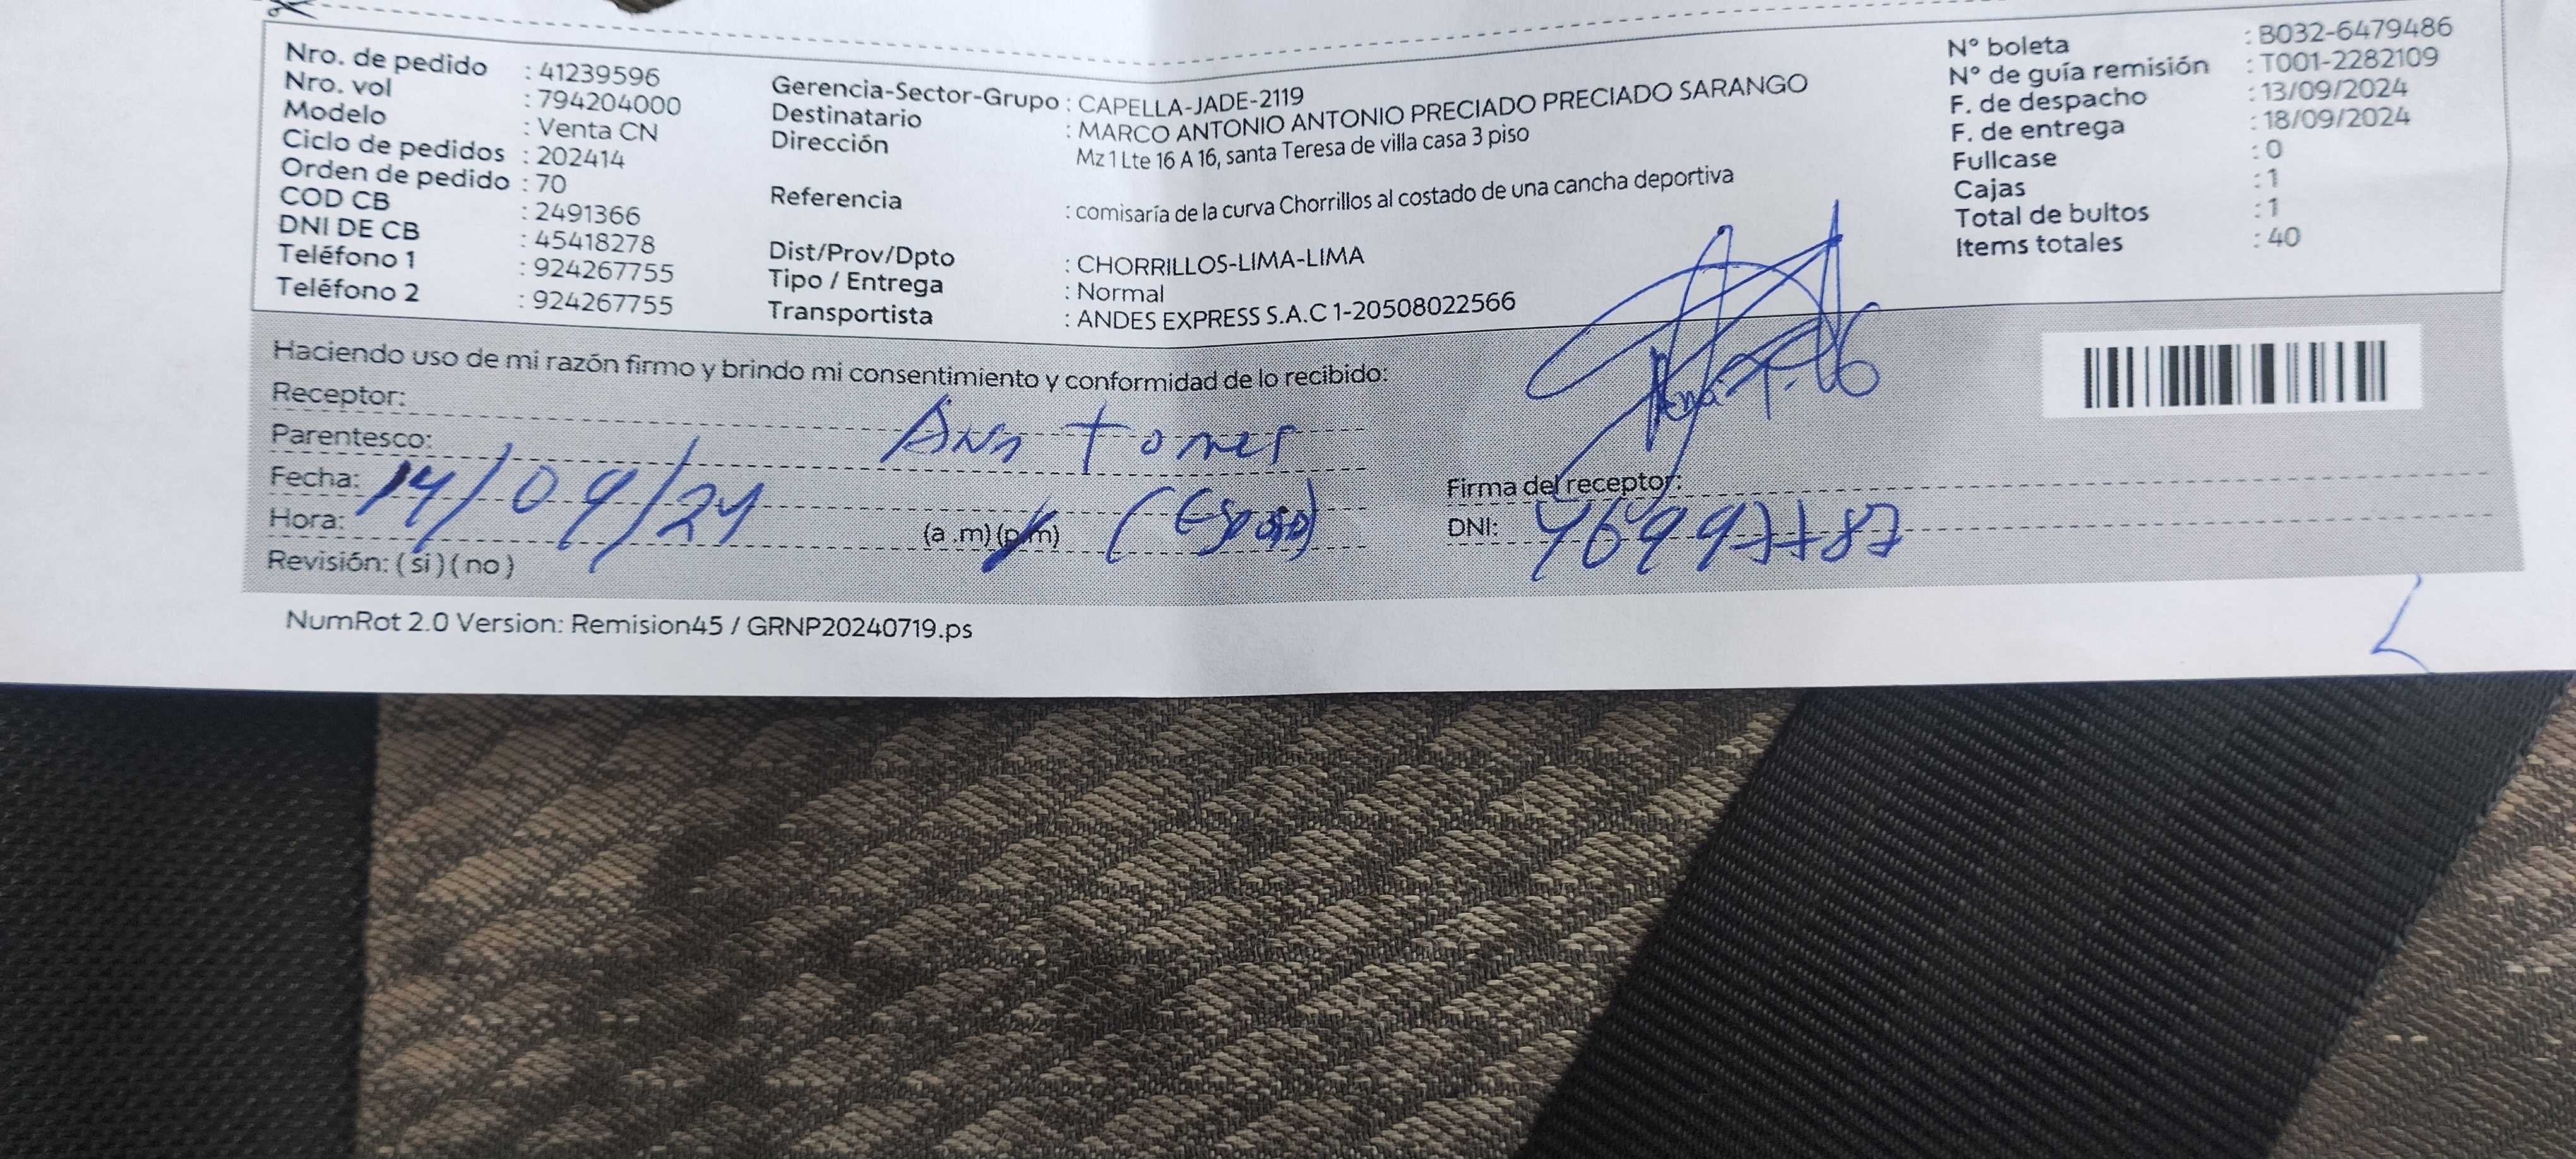 Nro. de pedido : 41239596
Nro. vol : 794204000
Modelo : Venta CN
Ciclo de pedidos : 202414
Orden de pedido : 70
COD CB : 2491366
DNI DE CB : 45418278
Teléfono 1 : 924267755
Teléfono 2 : 924267755
Gerencia-Sector-Grupo : CAPELLA-JADE-2119
Destinatario : MARCO ANTONIO ANTONIO PRECIADO PRECIADO SARANGO
Dirección Mz 1 Lte 16 A 16, santa Teresa de villa casa 3 piso
Referencia : comisaría de la curva Chorrillos al costado de una cancha deportiva
Dist/Prov/Dpto : CHORRILLOS-LIMA-LIMA
Tipo / Entrega : Normal
Transportista : ANDES EXPRESS S.A.C 1-20508022566
N° boleta : B032-6479486
N° de guía remisión : T001-2282109
F. de despacho : 13/09/2024
F. de entrega : 18/09/2024
Fullcase : 0
Cajas : 1
Total de bultos : 1
Items totales : 40
Haciendo uso de mi razón firmo y brindo mi consentimiento y conformidad de lo recibido:
Receptor:
Parentesco:
Fecha: 14/09/24
Hora: (a .m) (p.m)
Revisión: ( si ) ( no )
Firma del receptor:
DNI:
NumRot 2.0 Version: Remision45 / GRNP20240719.ps